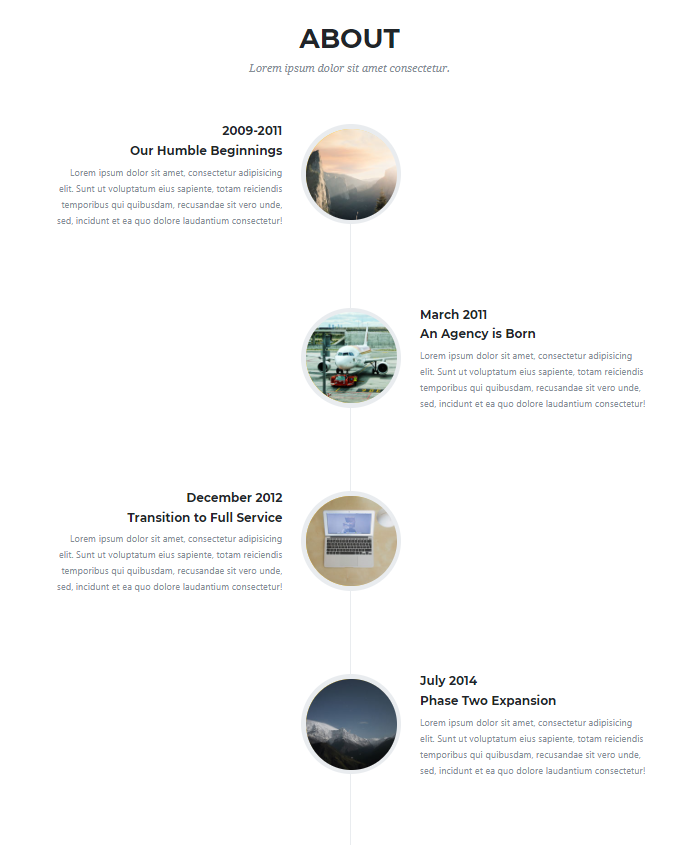 ABOUT
Lorem ipsum dolor sit amet consectetur.
2009-2011
Our Humble Beginnings
Lorem ipsum dolor sit amet, consectetur adipisicing
elit. Sunt ut voluptatum eius sapiente, totam reiciendis
temporibus qui quibusdam, recusandae sit vero unde,
sed, incidunt et ea quo dolore laudantium consectetur!
March 2011
An Agency is Born
Lorem ipsum dolor sit amet, consectetur adipisicing
elit. Sunt ut voluptatum eius sapiente, totam reiciendis
temporibus qui quibusdam, recusandae sit vero unde,
sed, incidunt et ea quo dolore laudantium consectetur!
December 2012
Transition to Full Service
Lorem ipsum dolor sit amet, consectetur adipisicing
elit. Sunt ut voluptatum eius sapiente, totam reiciendis
temporibus qui quibusdam, recusandae sit vero unde,
sed, incidunt et ea quo dolore laudantium consectetur!
July 2014
Phase Two Expansion
Lorem ipsum dolor sit amet, consectetur adipisicing
elit. Sunt ut voluptatum eius sapiente, totam reiciendis
temporibus qui quibusdam, recusandae sit vero unde,
sed, incidunt et ea quo dolore laudantium consectetur!